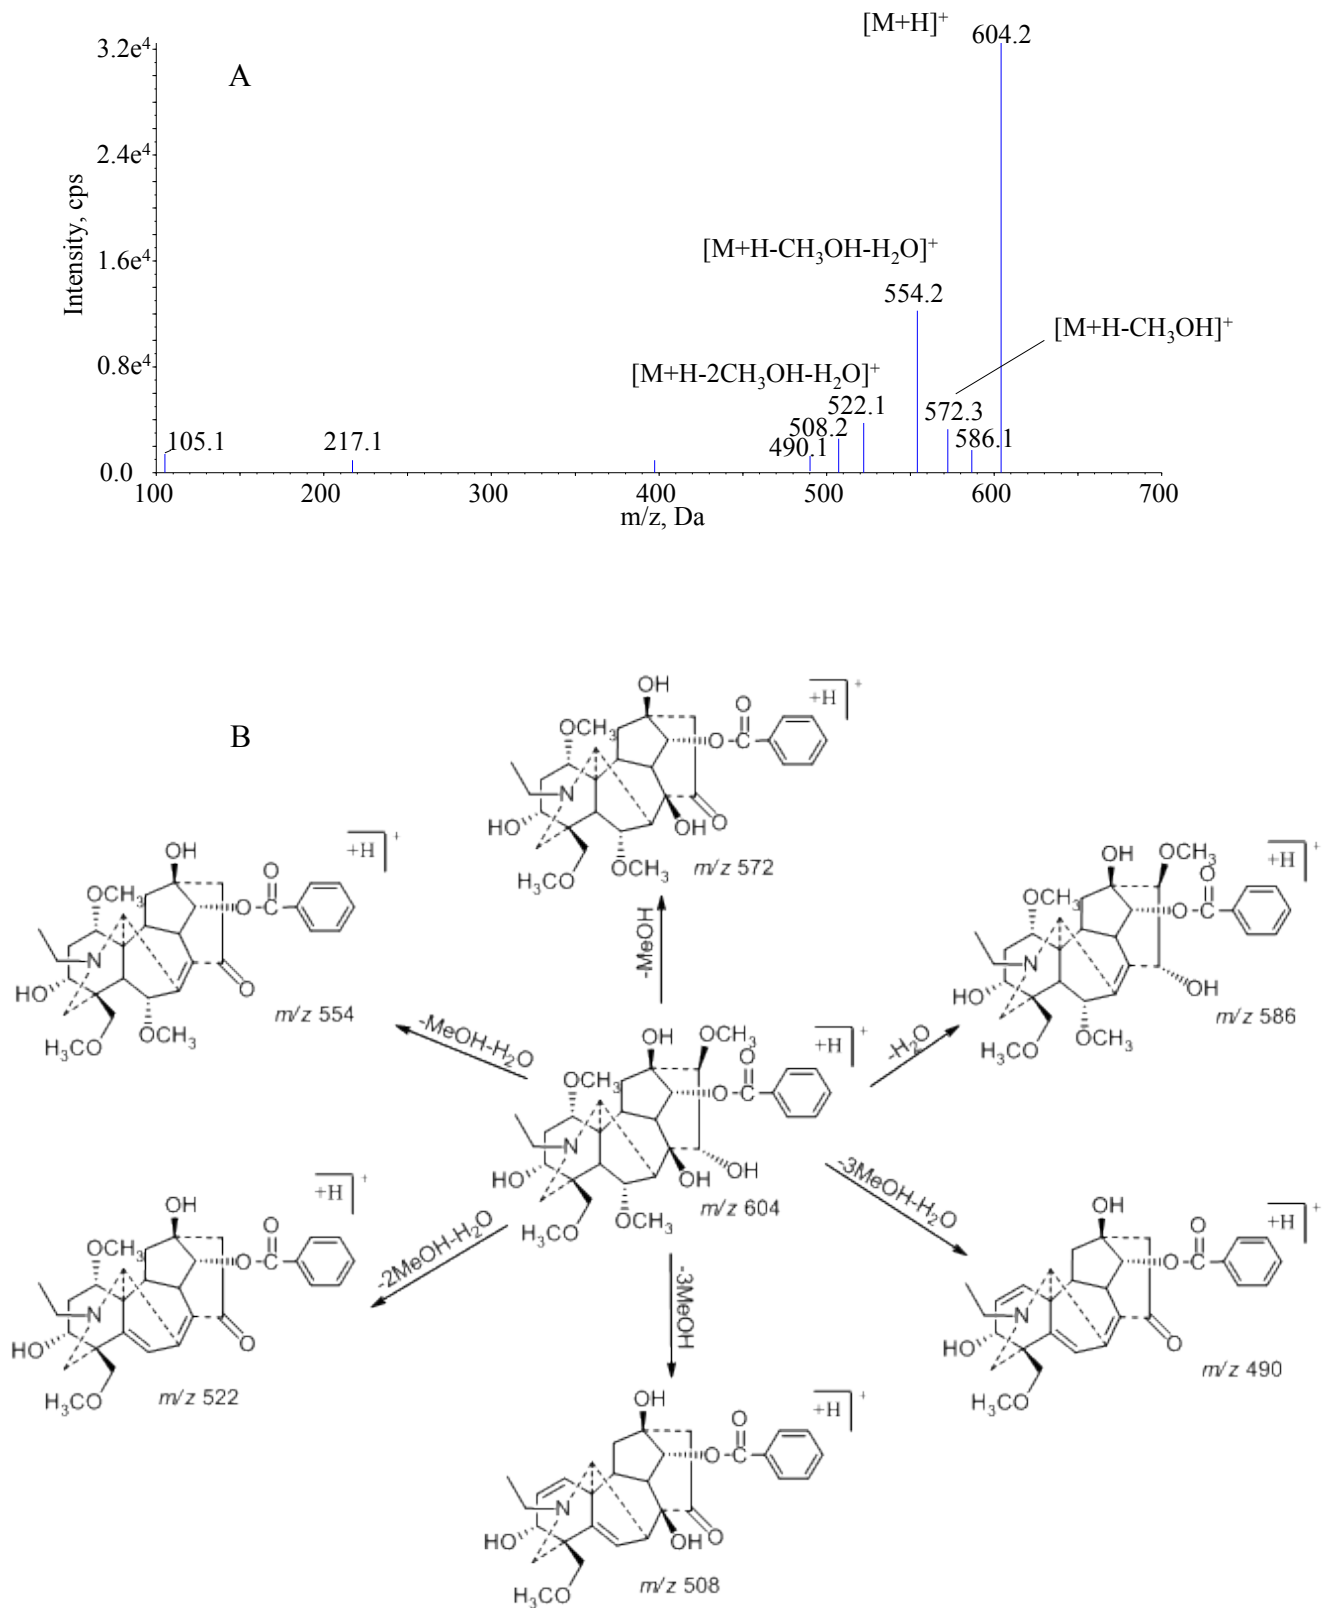 [M+H]⁺
3.2e⁴
604.2
A
2.4e⁴
Intensity, cps
[M+H-CH₃OH-H₂O]⁺
1.6e⁴
554.2
[M+H-CH₃OH]⁺
[M+H-2CH₃OH-H₂O]⁺
0.8e⁴
522.1
572.3
508.2
105.1
217.1
490.1
586.1
0.0
100
200
300
400
500
600
700
m/z, Da
B
OH
O
+H
+
OCH₃
O
C
N
HO
OH
O
H₃CO
OCH₃
m/z 572
OH
O
+H
+
OCH₃
O
C
N
HO
O
H₃CO
OCH₃
m/z 554
OH
OCH₃
O
+H
+
OCH₃
O
C
N
HO
OH
H₃CO
OCH₃
m/z 586
-MeOH
-MeOH-H₂O
-H₂O
OH
OCH₃
O
+H
+
OCH₃
O
C
N
HO
OH
OH
H₃CO
OCH₃
m/z 604
-2MeOH-H₂O
-3MeOH
-3MeOH-H₂O
OH
O
+H
+
OCH₃
O
C
N
HO
O
H₃CO
m/z 522
OH
O
+H
+
O
C
N
HO
O
H₃CO
m/z 490
OH
O
+H
+
O
C
N
HO
OH
O
H₃CO
m/z 508